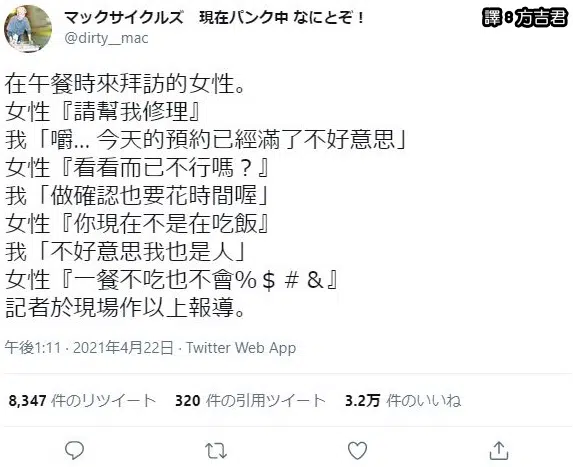 マックサイクルズ 現在パンク中 なにとぞ！
譯8方吉君
@dirty__mac
在午餐時來拜訪的女性。
女性『請幫我修理』
我「嚼... 今天的預約已經滿了不好意思」
女性『看看而已不行嗎？』
我「做確認也要花時間喔」
女性『你現在不是在吃飯』
我「不好意思我也是人」
女性『一餐不吃也不會%＄＃&』
記者於現場作以上報導。
午後1:11 · 2021年4月22日 · Twitter Web App
8,347 件のリツイート 320 件の引用ツイート 3.2万 件のいいね